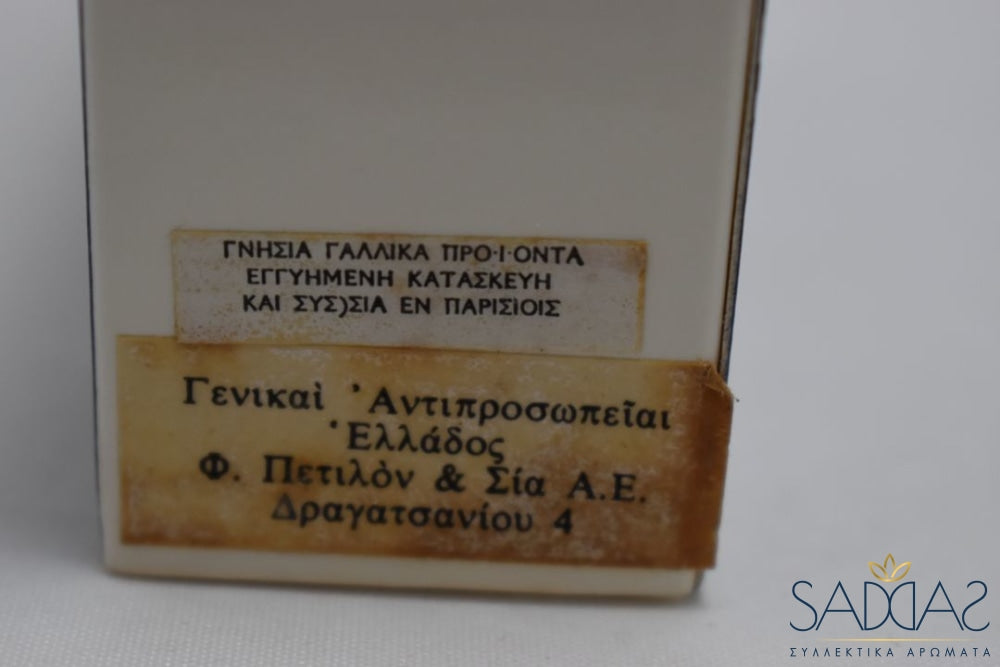 ΓΝΗΣΙΑ ΓΑΛΛΙΚΑ ΠΡΟ·Ι·ΟΝΤΑ
ΕΓΓΥΗΜΕΝΗ ΚΑΤΑΣΚΕΥΗ
ΚΑΙ ΣΥΣ)ΣΙΑ ΕΝ ΠΑΡΙΣΙΟΙΣ
Γενικαὶ Ἀντιπροσωπεῖαι
Ἑλλάδος
Φ. Πετιλὸν & Σία Α.Ε.
Δραγατσανίου 4
SADDAS
ΣΥΛΛΕΚΤΙΚΑ ΑΡΩΜΑΤΑ